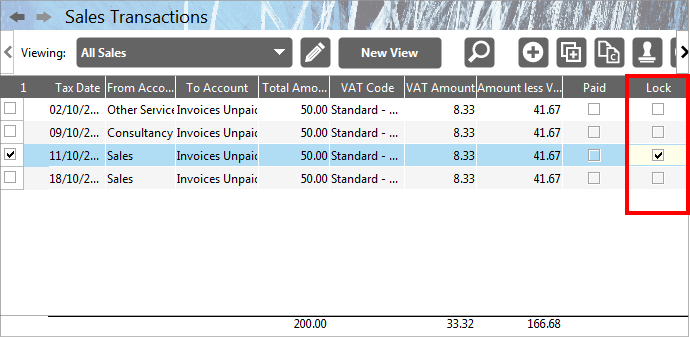 Sales Transactions
Viewing: All Sales New View
1 Tax Date From Acco... To Account Total Amo... VAT Code VAT Amount Amount less V... Paid Lock
02/10/2... Other Service Invoices Unpaid 50.00 Standard - ... 8.33 41.67
09/10/2... Consultancy Invoices Unpaid 50.00 Standard - ... 8.33 41.67
11/10/2... Sales Invoices Unpaid 50.00 Standard - ... 8.33 41.67
18/10/2... Sales Invoices Unpaid 50.00 Standard - ... 8.33 41.67
200.00 33.32 166.68